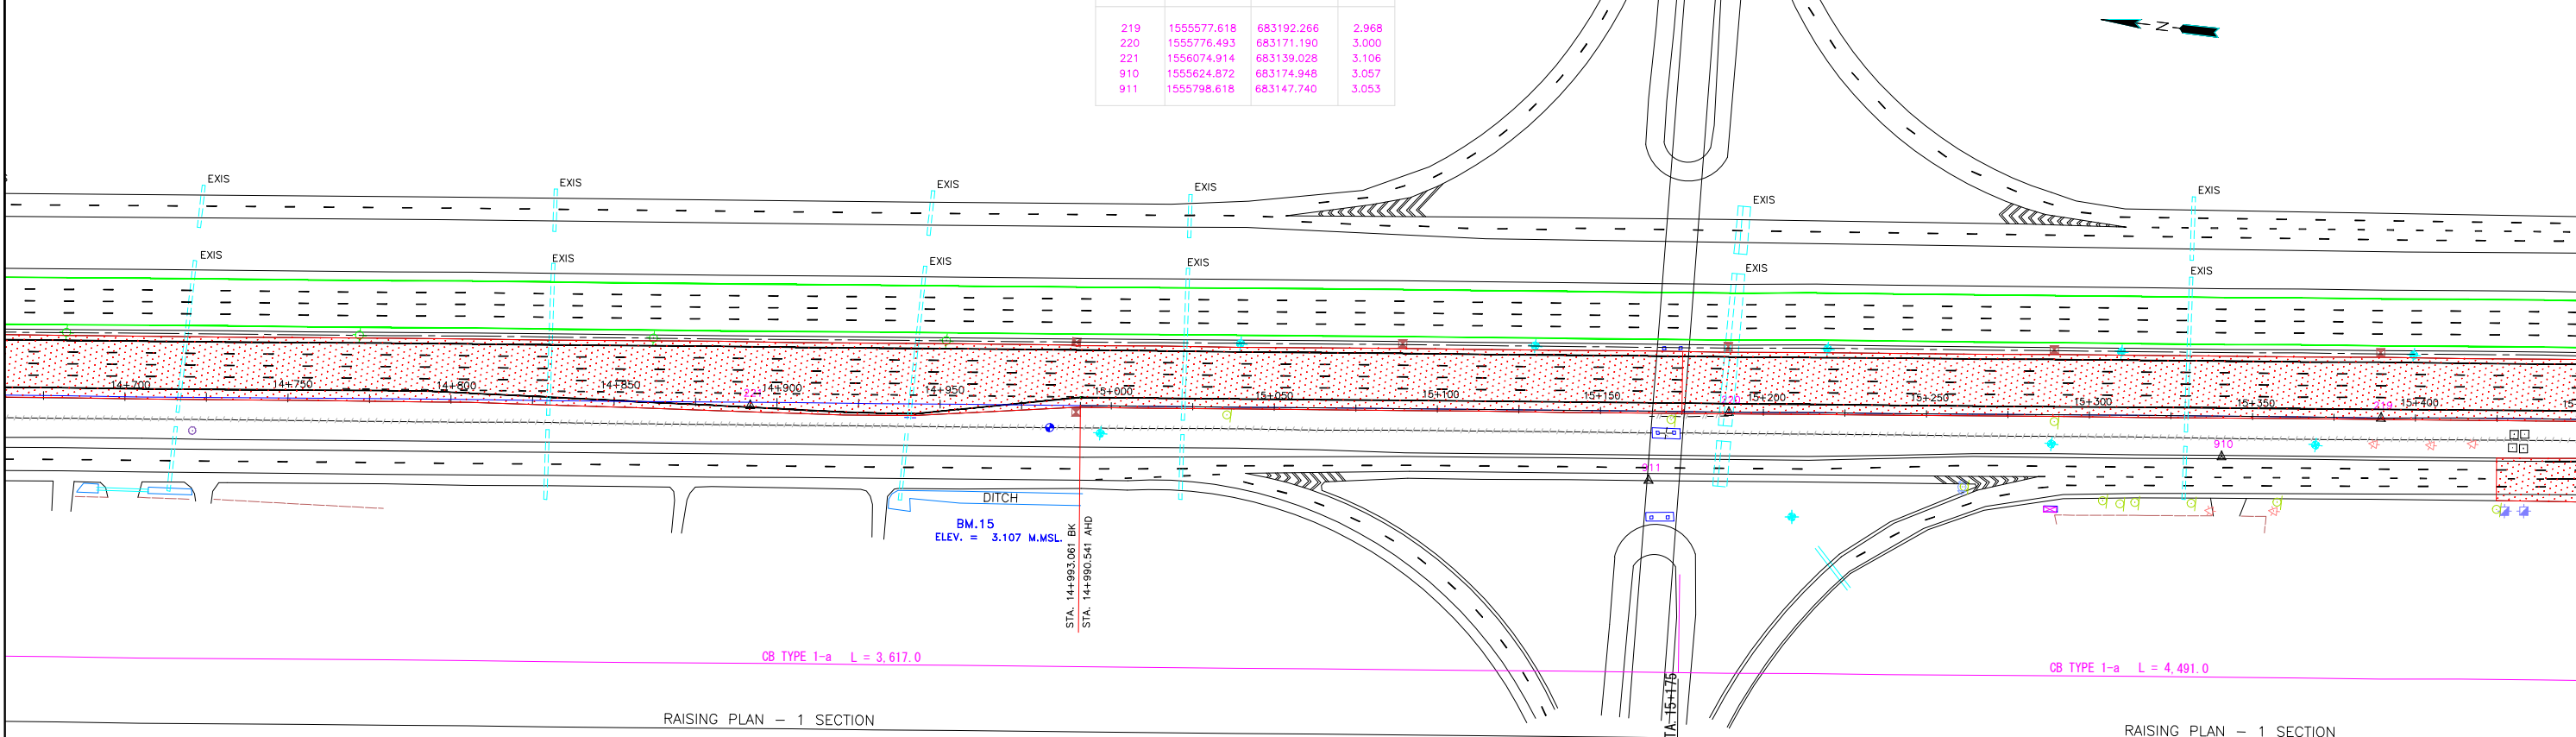 219 1555577.618 683192.266 2.968
220 1555776.493 683171.190 3.000
221 1556074.914 683139.028 3.106
910 1555624.872 683174.948 3.057
911 1555798.618 683147.740 3.053
N
EXIS EXIS EXIS EXIS EXIS EXIS
EXIS EXIS EXIS EXIS EXIS EXIS
14+700 14+750 14+800 14+850 14+900 14+950 15+000 15+050 15+100 15+150 15+200 15+250 15+300 15+350 15+400
220 219
910
911
DITCH
BM.15
ELEV. = 3.107 M.MSL.
STA. 14+993.061 BK
STA. 14+990.541 AHD
CB TYPE 1-a L = 3,617.0
CB TYPE 1-a L = 4,491.0
TA.15+175
RAISING PLAN - 1 SECTION
RAISING PLAN - 1 SECTION